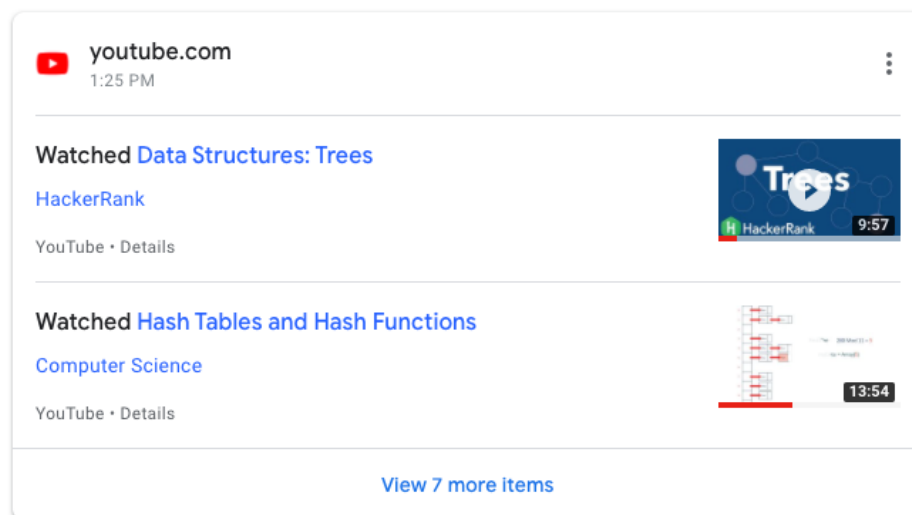 youtube.com
1:25 PM
Watched Data Structures: Trees
HackerRank
YouTube • Details
Trees
HackerRank
9:57
Watched Hash Tables and Hash Functions
Computer Science
YouTube • Details
13:54
View 7 more items